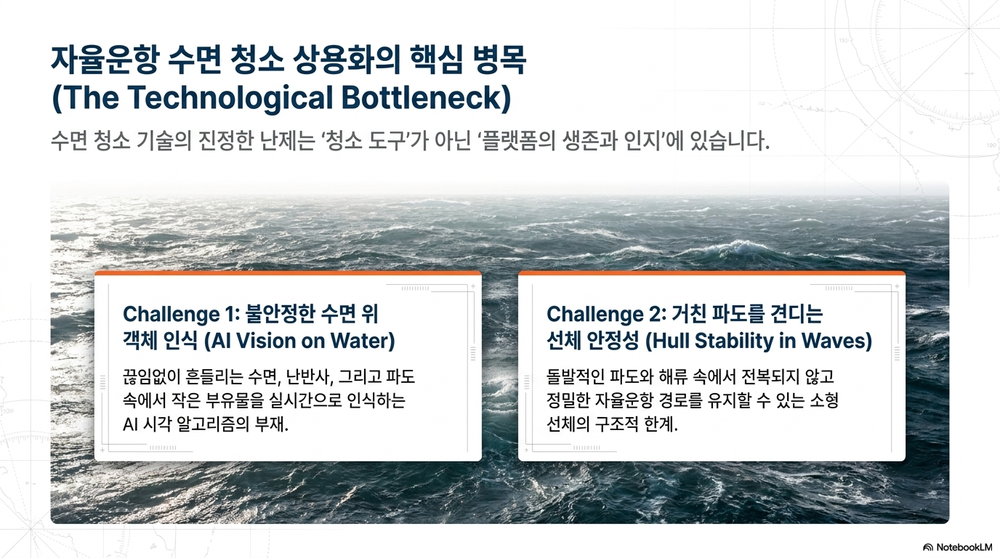 자율운항 수면 청소 상용화의 핵심 병목
(The Technological Bottleneck)
수면 청소 기술의 진정한 난제는 ‘청소 도구’가 아닌 ‘플랫폼의 생존과 인지’에 있습니다.
Challenge 1: 불안정한 수면 위
객체 인식 (AI Vision on Water)
끊임없이 흔들리는 수면, 난반사, 그리고 파도
속에서 작은 부유물을 실시간으로 인식하는
AI 시각 알고리즘의 부재.
Challenge 2: 거친 파도를 견디는
선체 안정성 (Hull Stability in Waves)
돌발적인 파도와 해류 속에서 전복되지 않고
정밀한 자율운항 경로를 유지할 수 있는 소형
선체의 구조적 한계.
NotebookLM